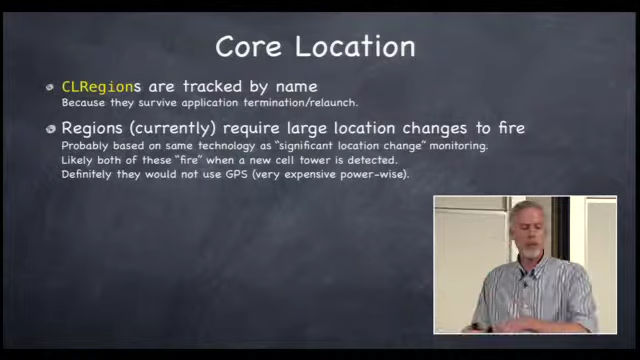 Core Location
CLRegions are tracked by name
Because they survive application termination/relaunch.
Regions (currently) require large location changes to fire
Probably based on same technology as “significant location change” monitoring.
Likely both of these “fire” when a new cell tower is detected.
Definitely they would not use GPS (very expensive power-wise).